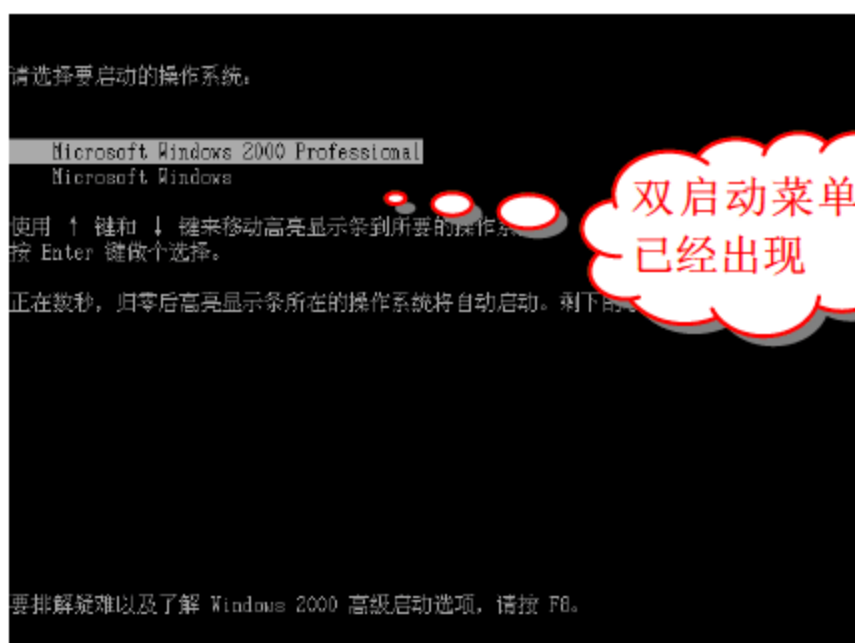 请选择要启动的操作系统:
Microsoft Windows 2000 Professional
Microsoft Windows
使用 ↑ 键和 ↓ 键来移动高亮显示条到所要的操作系
按 Enter 键做个选择。
正在数秒，归零后高亮显示条所在的操作系统将自动启动。剩下的
双启动菜单
已经出现
要排解疑难以及了解 Windows 2000 高级启动选项，请按 F8。